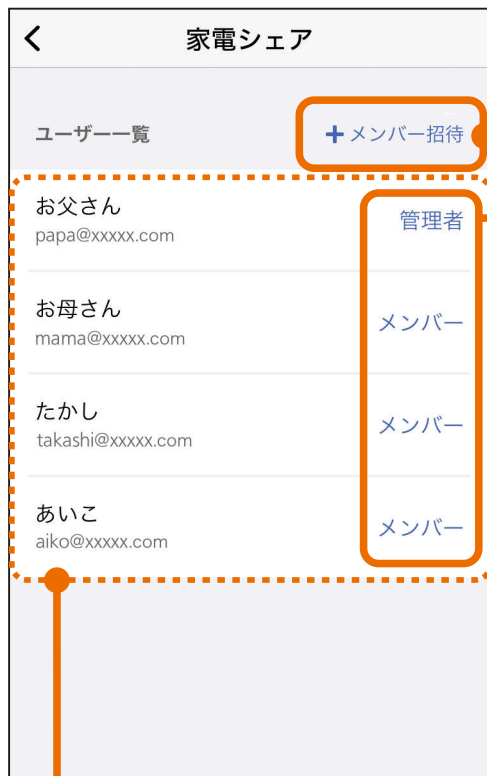 家電シェア
ユーザー一覧 +メンバー招待
お父さん
papa@xxxxx.com
管理者
お母さん
mama@xxxxx.com
メンバー
たかし
takashi@xxxxx.com
メンバー
あいこ
aiko@xxxxx.com
メンバー